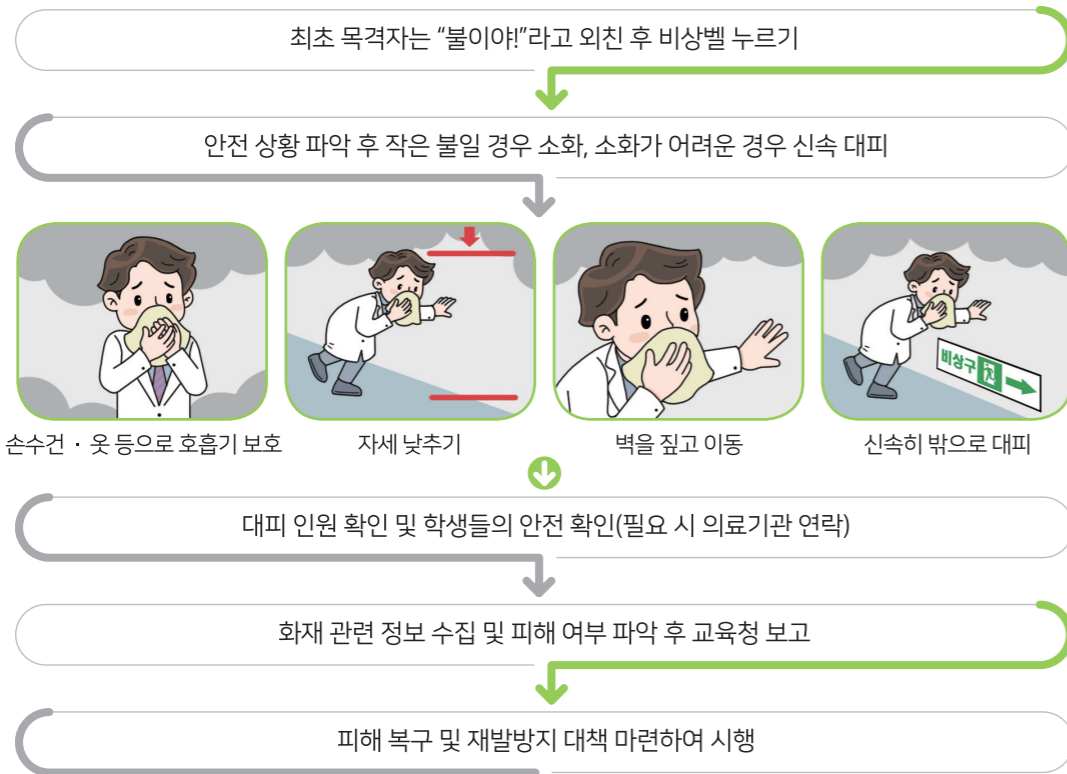 최초 목격자는 “불이야!”라고 외친 후 비상벨 누르기
안전 상황 파악 후 작은 불일 경우 소화, 소화가 어려운 경우 신속 대피
비상구
손수건 · 옷 등으로 호흡기 보호
자세 낮추기
벽을 짚고 이동
신속히 밖으로 대피
대피 인원 확인 및 학생들의 안전 확인(필요 시 의료기관 연락)
화재 관련 정보 수집 및 피해 여부 파악 후 교육청 보고
피해 복구 및 재발방지 대책 마련하여 시행